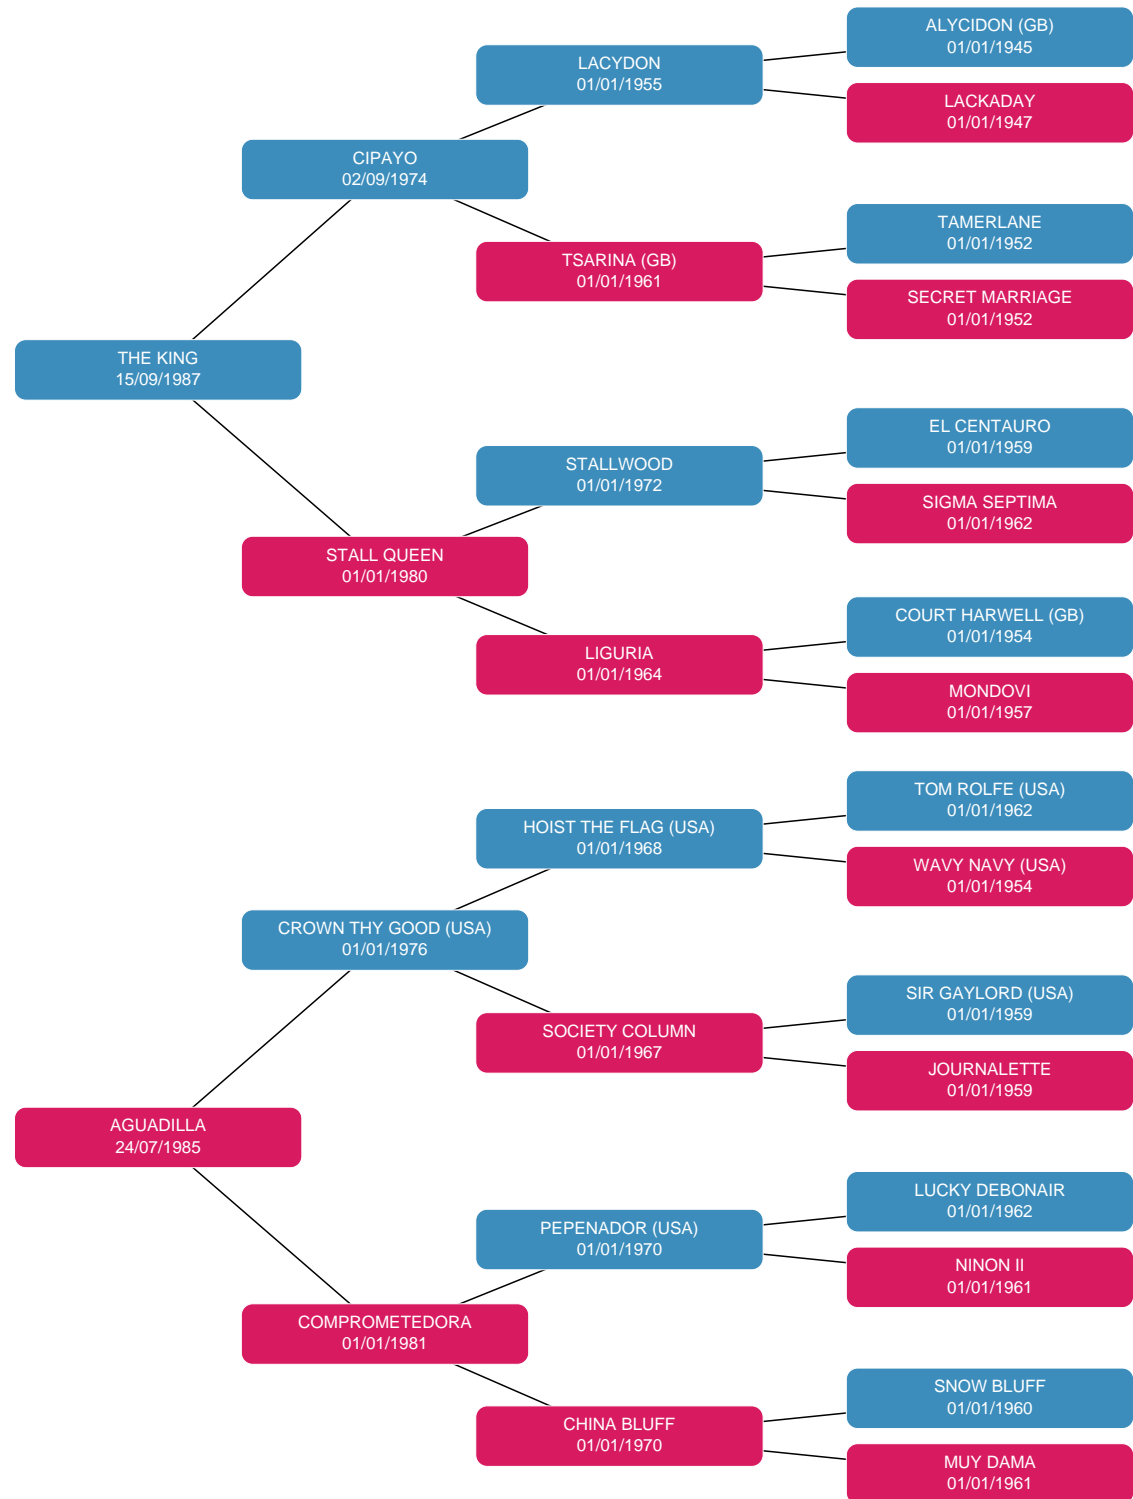 ALYCIDON (GB)
01/01/1945
LACYDON
01/01/1955
LACKADAY
01/01/1947
CIPAYO
02/09/1974
TAMERLANE
01/01/1952
TSARINA (GB)
01/01/1961
SECRET MARRIAGE
01/01/1952
THE KING
15/09/1987
EL CENTAURO
01/01/1959
STALLWOOD
01/01/1972
SIGMA SEPTIMA
01/01/1962
STALL QUEEN
01/01/1980
COURT HARWELL (GB)
01/01/1954
LIGURIA
01/01/1964
MONDOVI
01/01/1957
TOM ROLFE (USA)
01/01/1962
HOIST THE FLAG (USA)
01/01/1968
WAVY NAVY (USA)
01/01/1954
CROWN THY GOOD (USA)
01/01/1976
SIR GAYLORD (USA)
01/01/1959
SOCIETY COLUMN
01/01/1967
JOURNALETTE
01/01/1959
AGUADILLA
24/07/1985
LUCKY DEBONAIR
01/01/1962
PEPENADOR (USA)
01/01/1970
NINON II
01/01/1961
COMPROMETEDORA
01/01/1981
SNOW BLUFF
01/01/1960
CHINA BLUFF
01/01/1970
MUY DAMA
01/01/1961